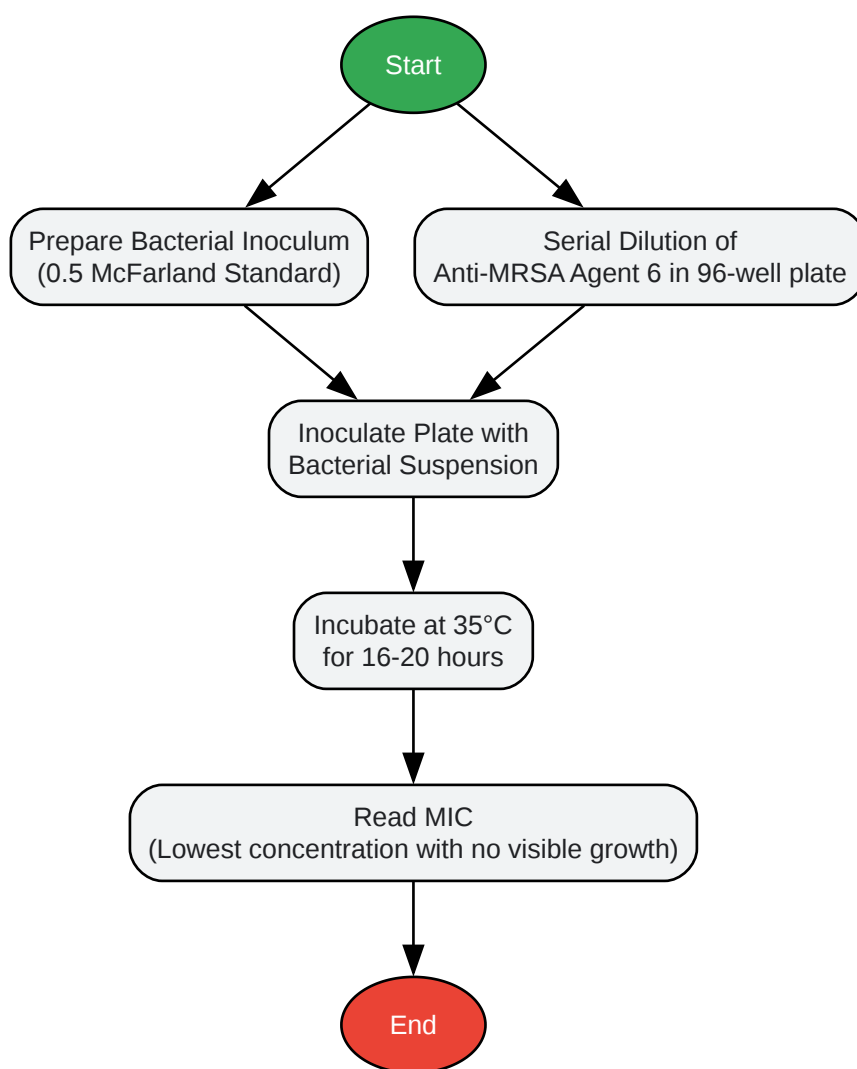 Start
Prepare Bacterial Inoculum
(0.5 McFarland Standard)
Serial Dilution of
Anti-MRSA Agent 6 in 96-well plate
Inoculate Plate with
Bacterial Suspension
Incubate at 35°C
for 16-20 hours
Read MIC
(Lowest concentration with no visible growth)
End